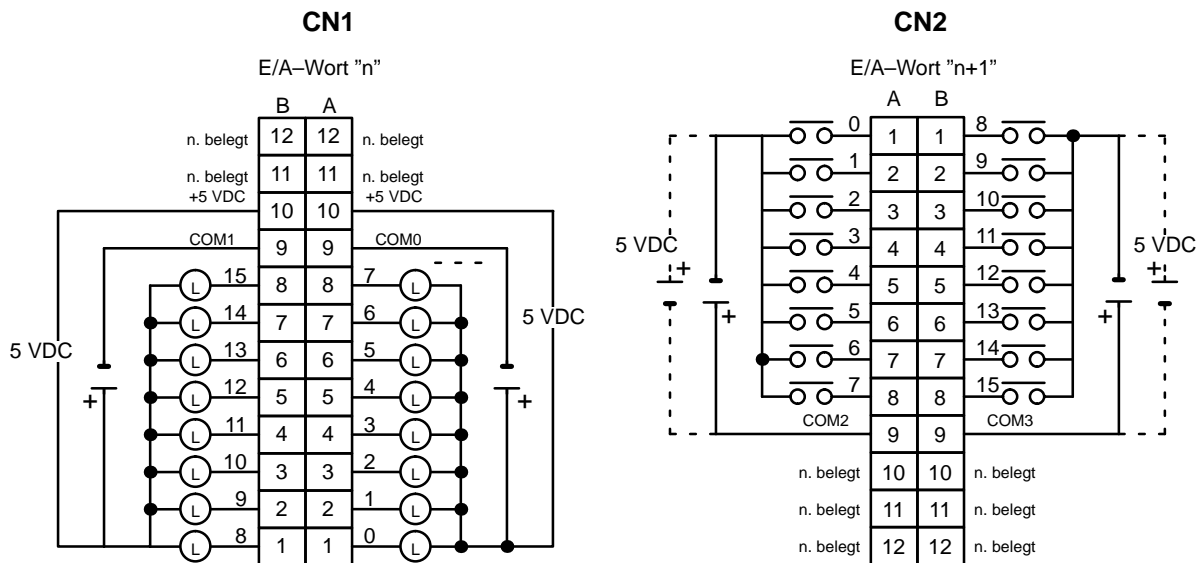 CN1
E/A–Wort ”n”
B A
n. belegt 12 12 n. belegt
n. belegt 11 11 n. belegt
+5 VDC 10 10 +5 VDC
COM1 9 9 COM0
L 15 8 8 7 L
L 14 7 7 6 L
L 13 6 6 5 L
L 12 5 5 4 L
L 11 4 4 3 L
L 10 3 3 2 L
L 9 2 2 1 L
L 8 1 1 0 L
5 VDC
+
5 VDC
+
CN2
E/A–Wort ”n+1”
A B
0 1 1 8
1 2 2 9
2 3 3 10
3 4 4 11
4 5 5 12
5 6 6 13
6 7 7 14
7 8 8 15
COM2 9 9 COM3
n. belegt 10 10 n. belegt
n. belegt 11 11 n. belegt
n. belegt 12 12 n. belegt
5 VDC
+
+
5 VDC
+
+